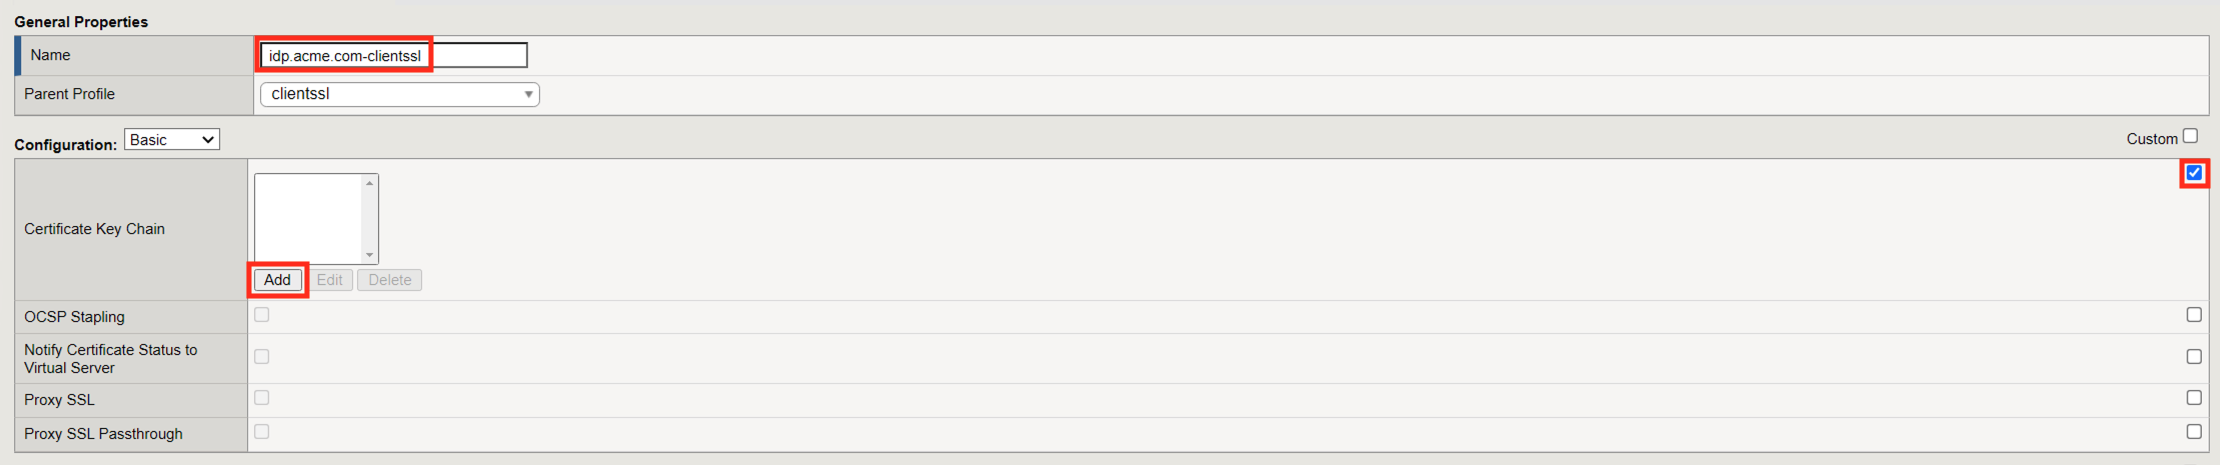 General Properties
Name
idp.acme.com-clientssl
Parent Profile
clientssl
Configuration:
Basic
Custom
Certificate Key Chain
Add
Edit
Delete
OCSP Stapling
Notify Certificate Status to
Virtual Server
Proxy SSL
Proxy SSL Passthrough